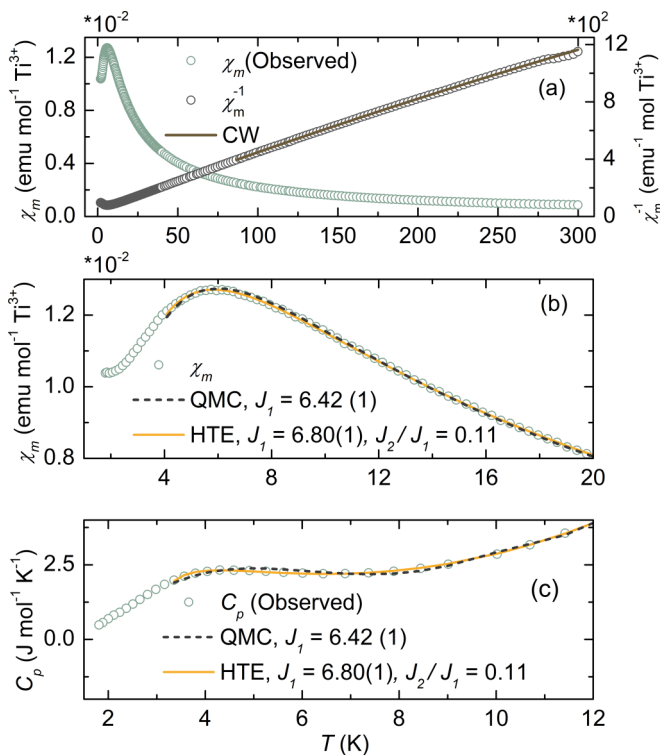 *10⁻² *10⁺²
1.2
0.8
0.4
0.0
χₘ (emu mol⁻¹ Ti³⁺)
χₘ(Observed)
χₘ⁻¹
CW
(a)
12
8
4
0
χₘ⁻¹ (emu⁻¹ mol Ti³⁺)
0 50 100 150 200 250 300
*10⁻²
1.2
1.0
0.8
χₘ (emu mol⁻¹ Ti³⁺)
(b)
χₘ
QMC, J₁ = 6.42 (1)
HTE, J₁ = 6.80(1), J₂/J₁ = 0.11
4 8 12 16 20
5.0
2.5
0.0
Cₚ (J mol⁻¹ K⁻¹)
(c)
Cₚ (Observed)
QMC, J₁ = 6.42 (1)
HTE, J₁ = 6.80(1), J₂/J₁ = 0.11
2 4 6 8 10 12
T (K)